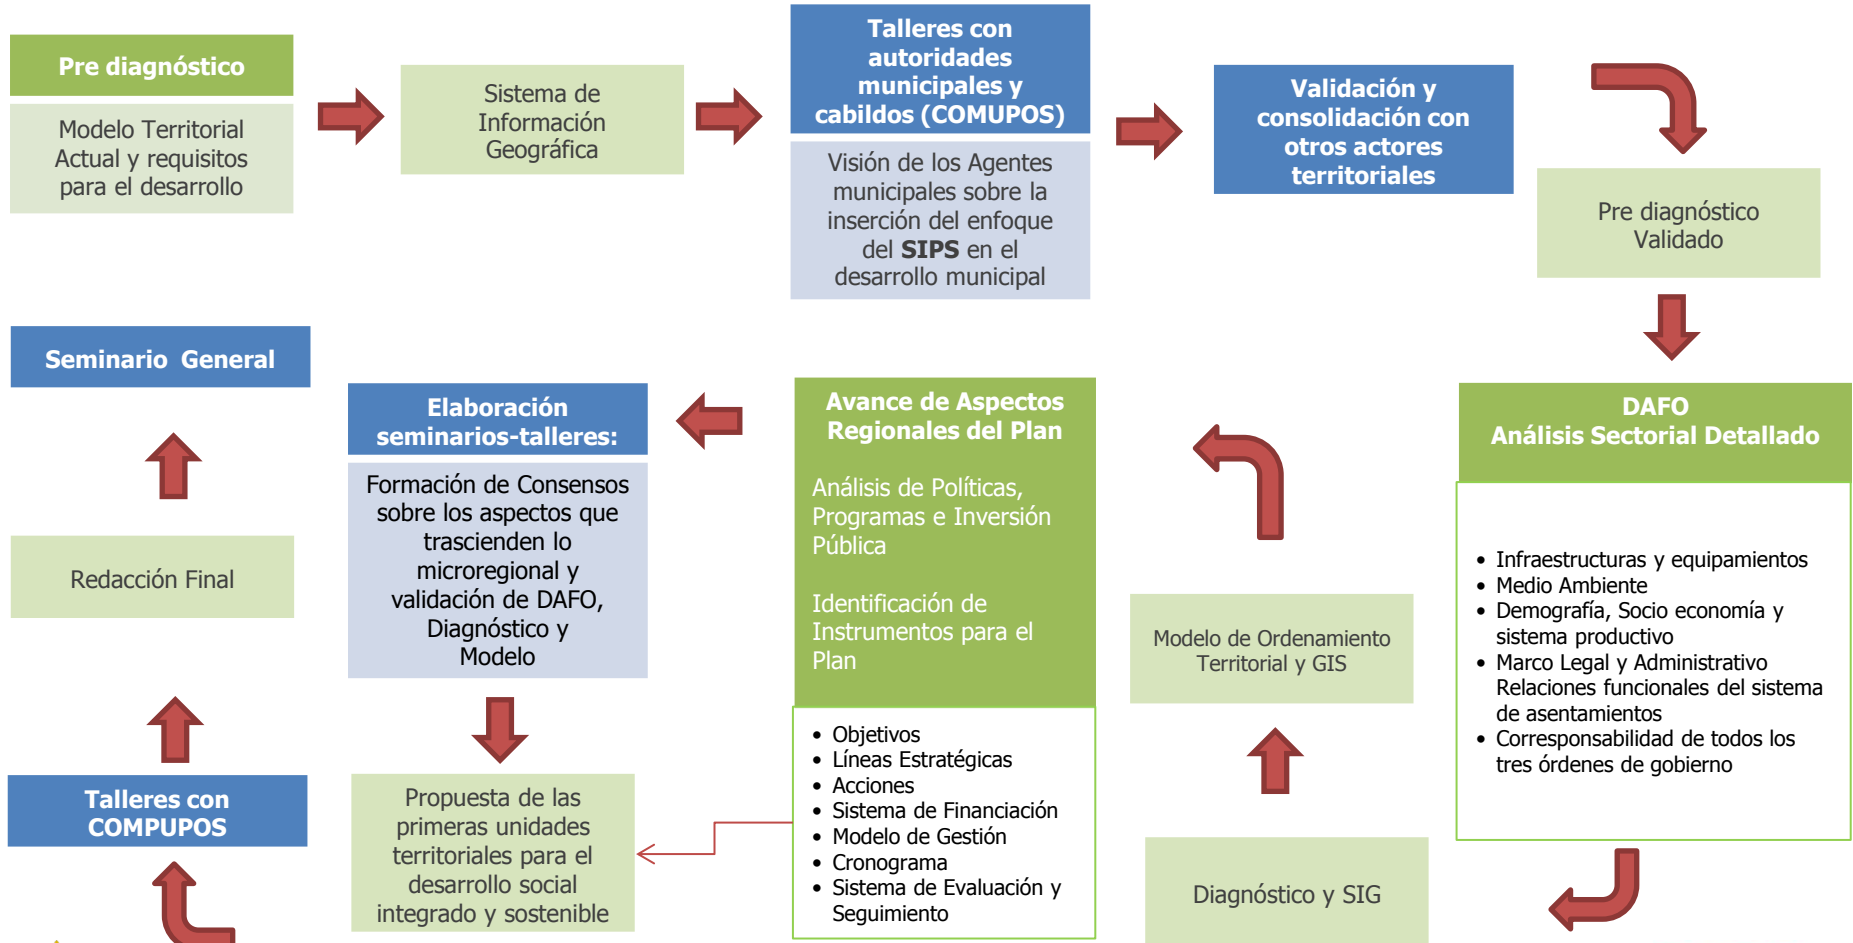 Pre diagnóstico
Modelo Territorial
Actual y requisitos
para el desarrollo
Sistema de
Información
Geográfica
Talleres con
autoridades
municipales y
cabildos (COMUPOS)
Visión de los Agentes
municipales sobre la
inserción del enfoque
del SIPS en el
desarrollo municipal
Validación y
consolidación con
otros actores
territoriales
Pre diagnóstico
Validado
DAFO
Análisis Sectorial Detallado
• Infraestructuras y equipamientos
• Medio Ambiente
• Demografía, Socio economía y
sistema productivo
• Marco Legal y Administrativo
Relaciones funcionales del sistema
de asentamientos
• Corresponsabilidad de todos los
tres órdenes de gobierno
Diagnóstico y SIG
Modelo de Ordenamiento
Territorial y GIS
Avance de Aspectos
Regionales del Plan
Análisis de Políticas,
Programas e Inversión
Pública
Identificación de
Instrumentos para el
Plan
• Objetivos
• Líneas Estratégicas
• Acciones
• Sistema de Financiación
• Modelo de Gestión
• Cronograma
• Sistema de Evaluación y
Seguimiento
Elaboración
seminarios-talleres:
Formación de Consensos
sobre los aspectos que
trascienden lo
microregional y
validación de DAFO,
Diagnóstico y
Modelo
Propuesta de las
primeras unidades
territoriales para el
desarrollo social
integrado y sostenible
Talleres con
COMPUPOS
Redacción Final
Seminario General